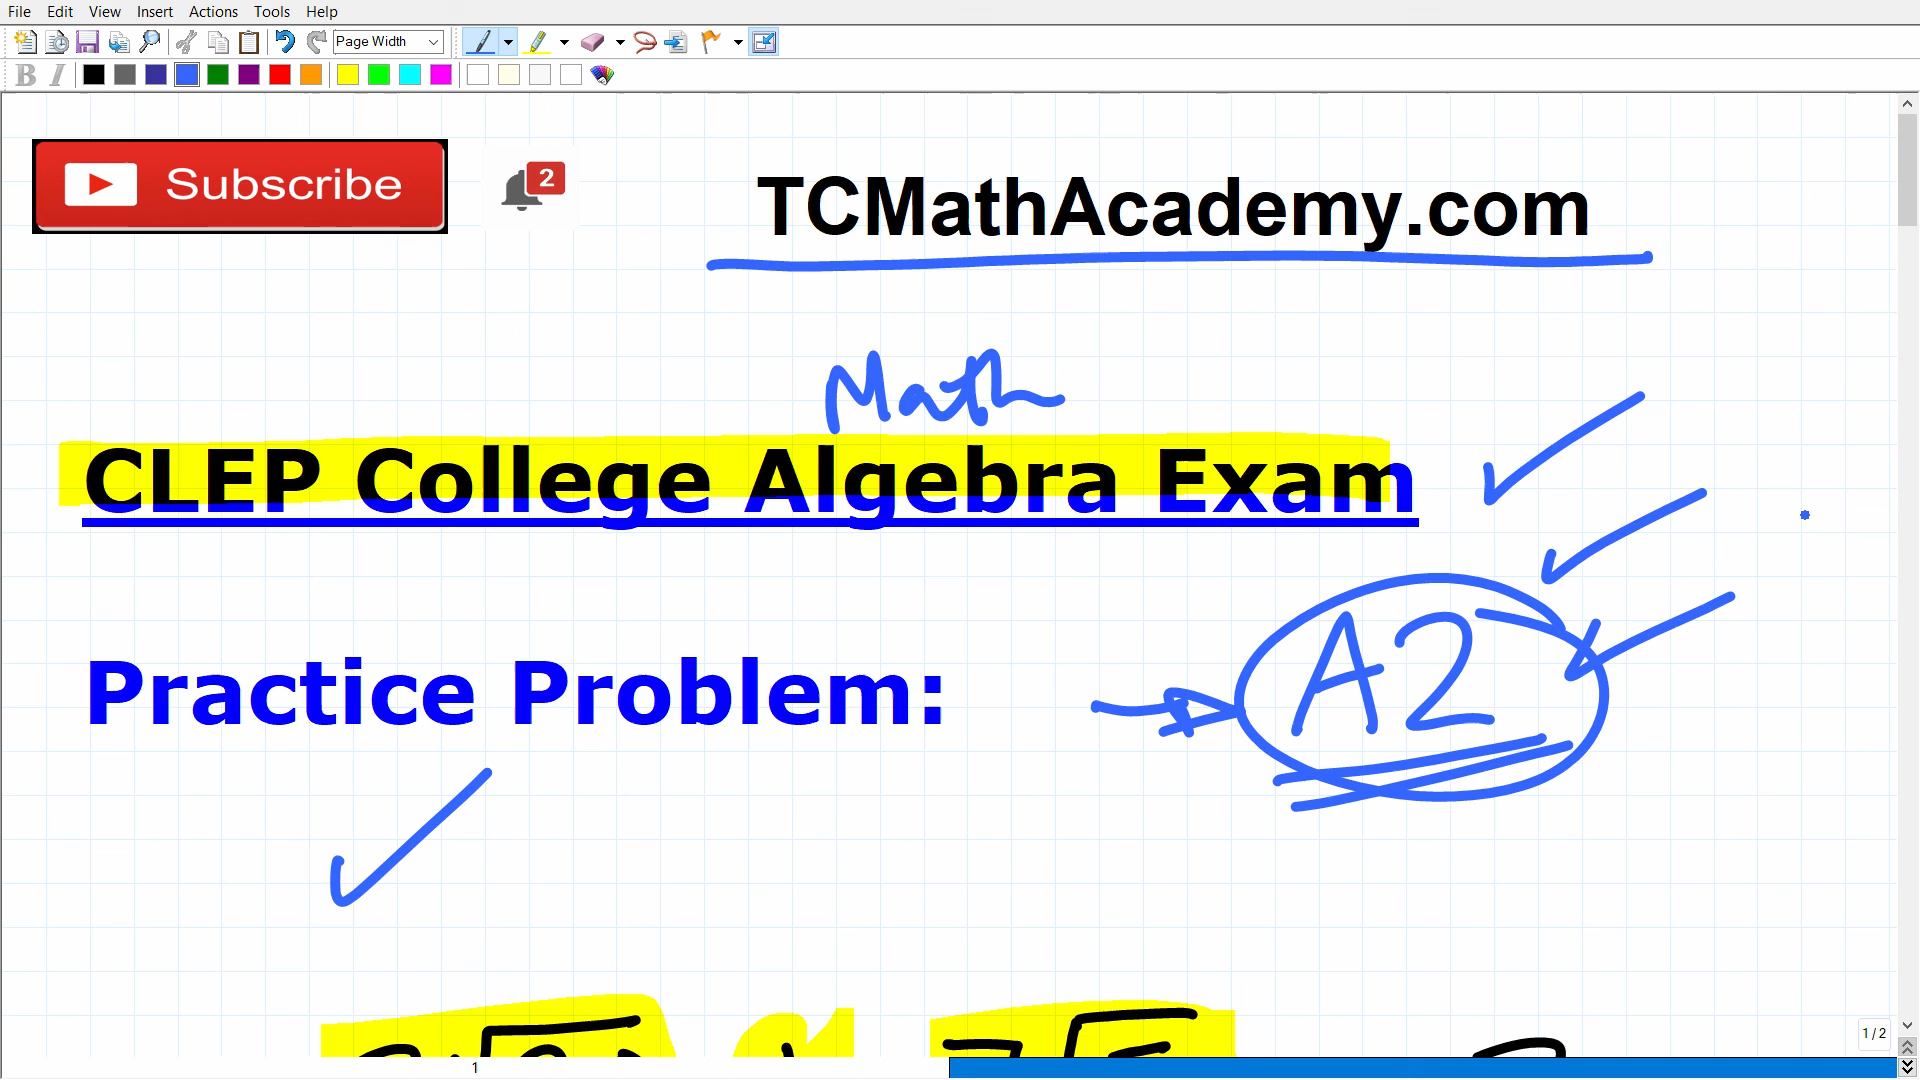 File Edit View Insert Actions Tools Help
Page Width
B I
Subscribe
2
TCMathAcademy.com
Math
CLEP College Algebra Exam
A2
Practice Problem:
1 / 2
1